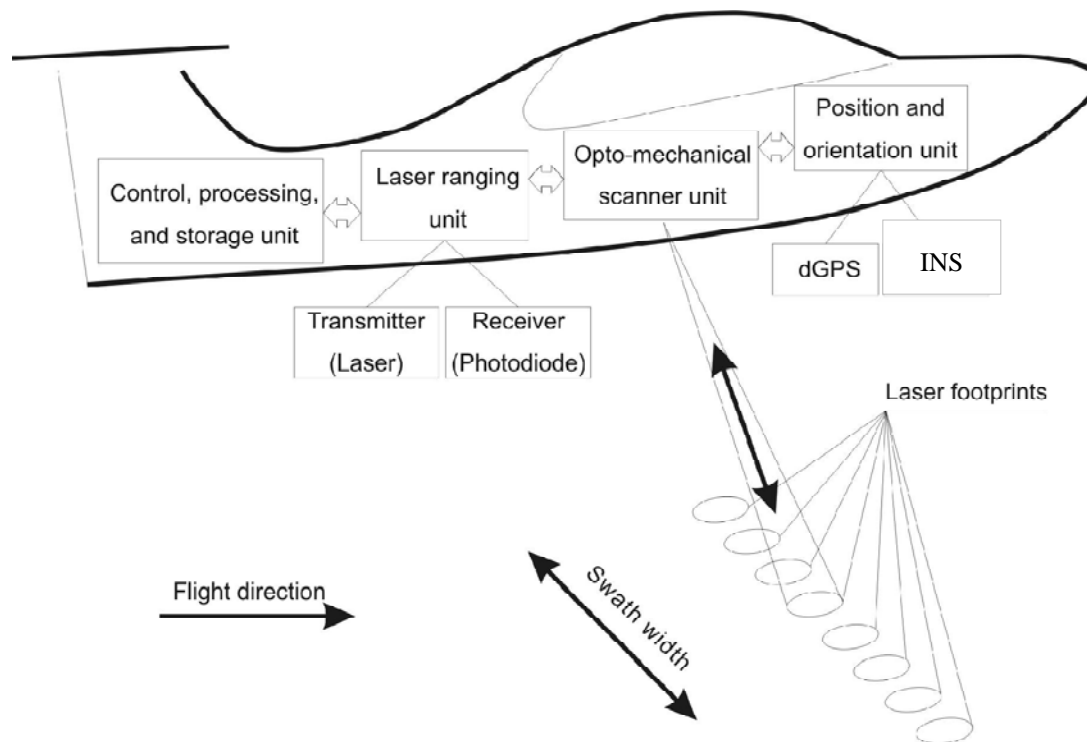 Position and
orientation unit
Opto-mechanical
scanner unit
Laser ranging
unit
Control, processing,
and storage unit
dGPS
INS
Transmitter
(Laser)
Receiver
(Photodiode)
Laser footprints
Flight direction
Swath width